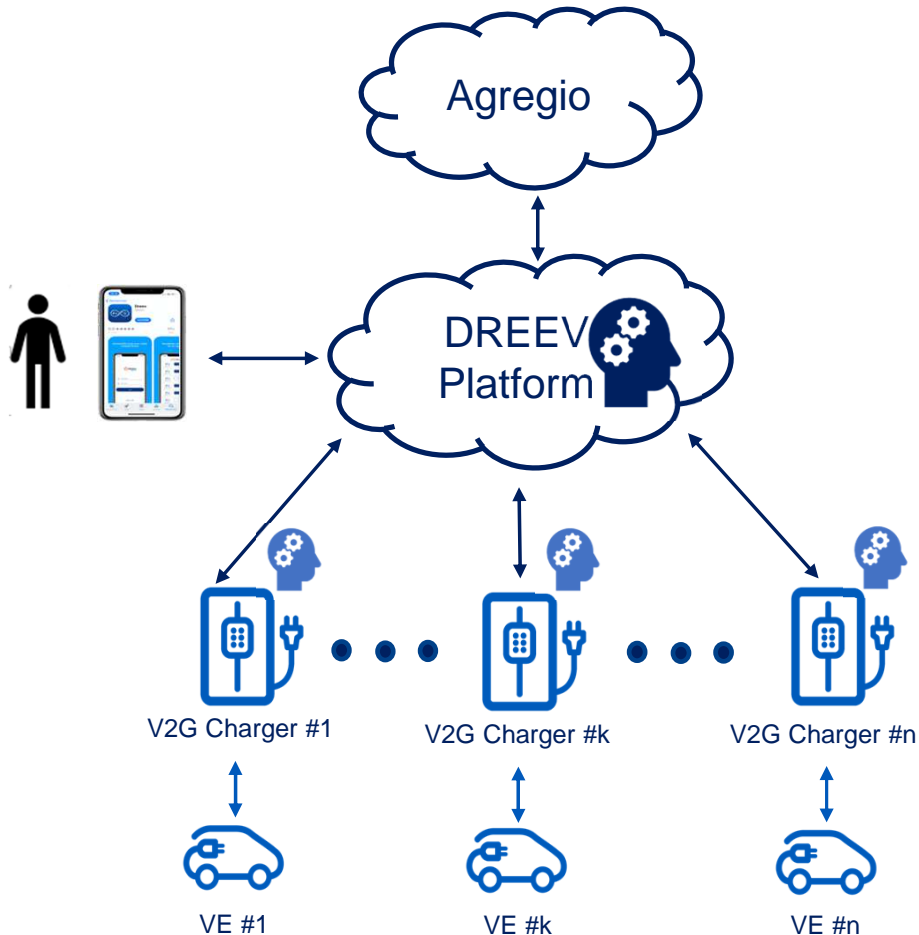 Agregio
DREEV
Platform
V2G Charger #1
V2G Charger #k
V2G Charger #n
VE #1
VE #k
VE #n